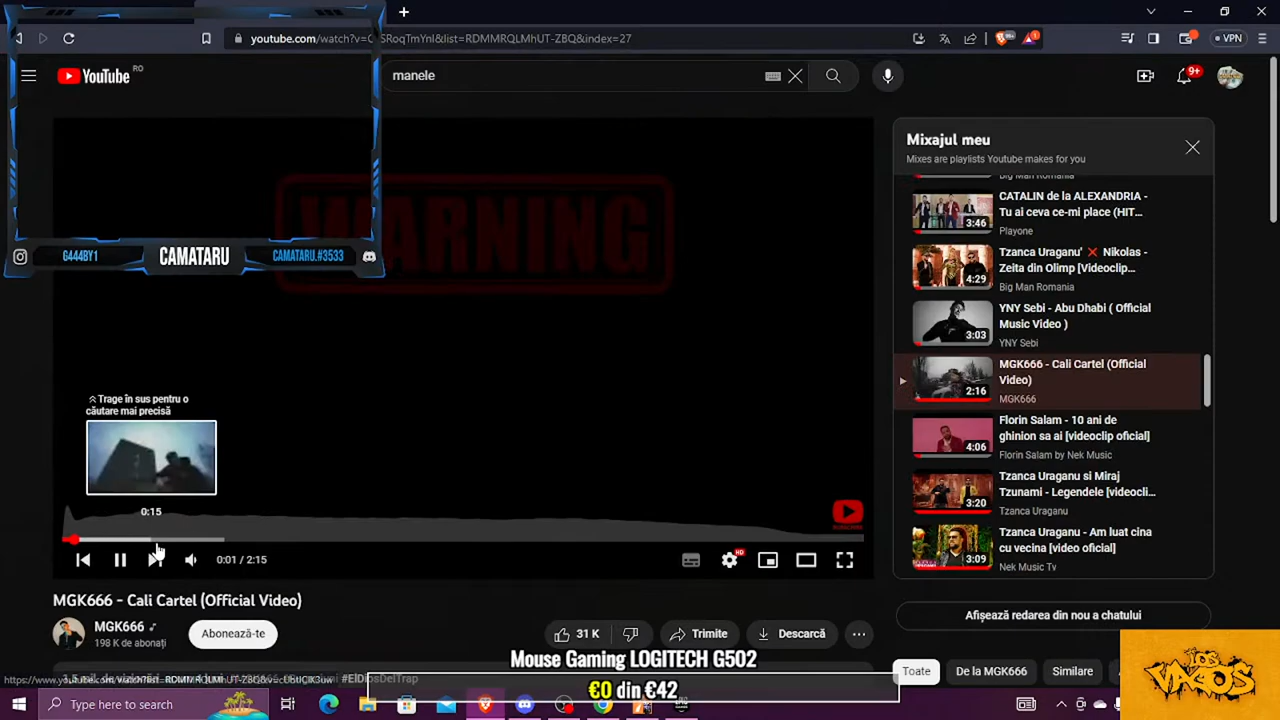 youtube.com/watch?v=
SRoqTmYnI&list=RDMMRQLMhUT-ZBQ&index=27
99+
VPN
YouTube RO
manele
9+
WARNING
G444BY1
CAMATARU
CAMATARU.#3533
Trage în sus pentru o
căutare mai precisă
0:15
HD
0:01 / 2:15
MGK666 - Cali Cartel (Official Video)
MGK666
198 K de abonați
Abonează-te
31 K
Trimite
Descarcă
Mixajul meu
Mixes are playlists Youtube makes for you
Big Man Romania
CATALIN de la ALEXANDRIA -
Tu ai ceva ce-mi place (HIT...
Playone
3:46
Tzanca Uraganu' ❌ Nikolas -
Zeita din Olimp [Videoclip...
Big Man Romania
4:29
YNY Sebi - Abu Dhabi ( Official
Music Video )
YNY Sebi
3:03
MGK666 - Cali Cartel (Official
Video)
MGK666
2:16
Florin Salam - 10 ani de
ghinion sa ai [videoclip oficial]
Florin Salam by Nek Music
4:06
Tzanca Uraganu si Miraj
Tzunami - Legendele [videocli...
Tzanca Uraganu
3:20
Tzanca Uraganu - Am luat cina
cu vecina [video oficial]
Nek Music Tv
3:09
Afișează redarea din nou a chatului
Toate
De la MGK666
Similare
Mouse Gaming LOGITECH G502
€0 din €42
#ElDiosDelTrap
LOS
VAGOS
Type here to search